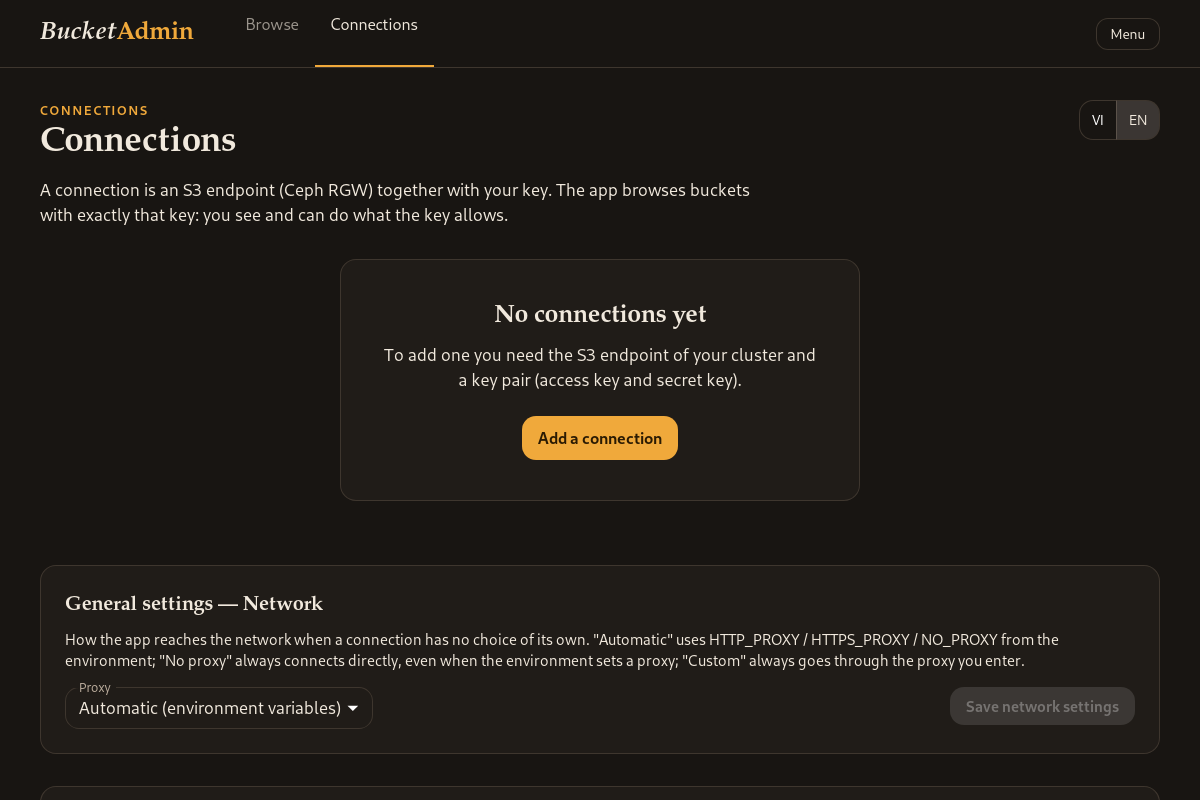 BucketAdmin
Browse
Connections
Menu
CONNECTIONS
Connections
VI
EN
A connection is an S3 endpoint (Ceph RGW) together with your key. The app browses buckets
with exactly that key: you see and can do what the key allows.
No connections yet
To add one you need the S3 endpoint of your cluster and
a key pair (access key and secret key).
Add a connection
General settings — Network
How the app reaches the network when a connection has no choice of its own. "Automatic" uses HTTP_PROXY / HTTPS_PROXY / NO_PROXY from the
environment; "No proxy" always connects directly, even when the environment sets a proxy; "Custom" always goes through the proxy you enter.
Proxy
Automatic (environment variables)
Save network settings